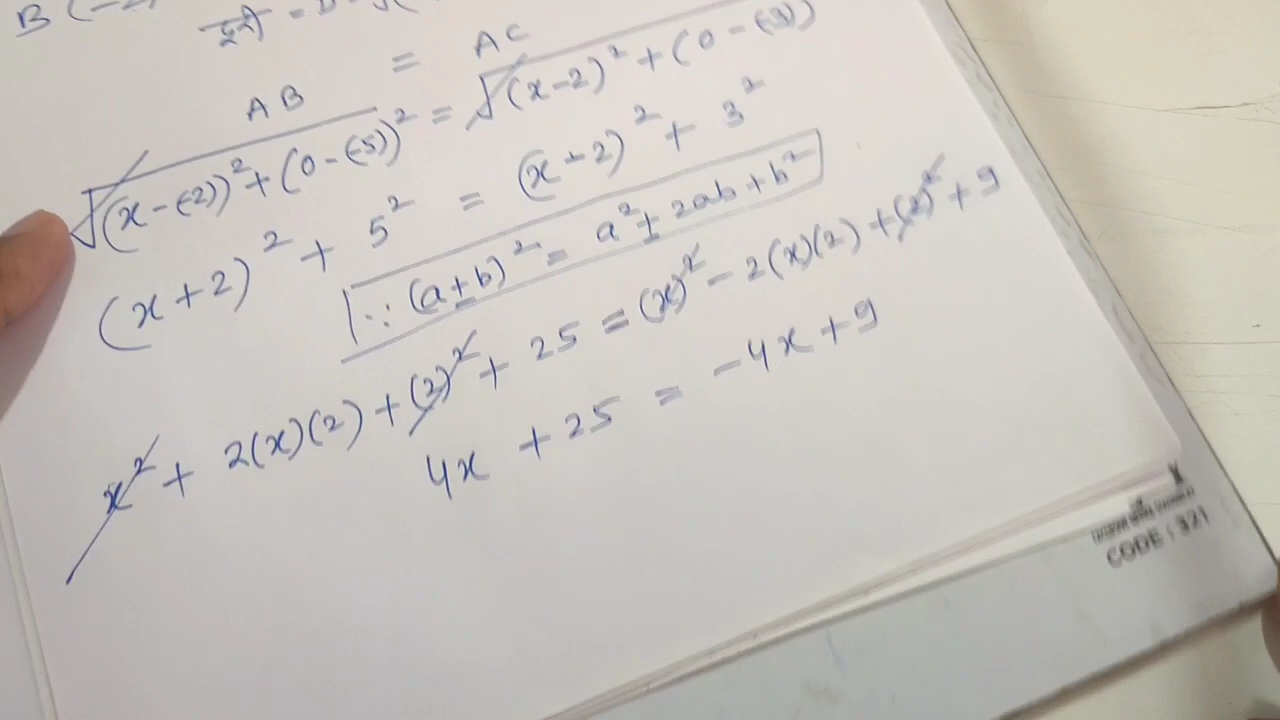 B (-2
AB = AC
√(x-(-2))² + (0-(-5))² = √(x-2)² + (0-(-3))
(x+2)² + 5² = (x-2)² + 3²
∵ (a±b)² = a² ± 2ab + b²
x² + 2(x)(2) + (2)² + 25 = (x)² - 2(x)(2) + (2)² + 9
4x + 25 = -4x + 9
CODE : 321